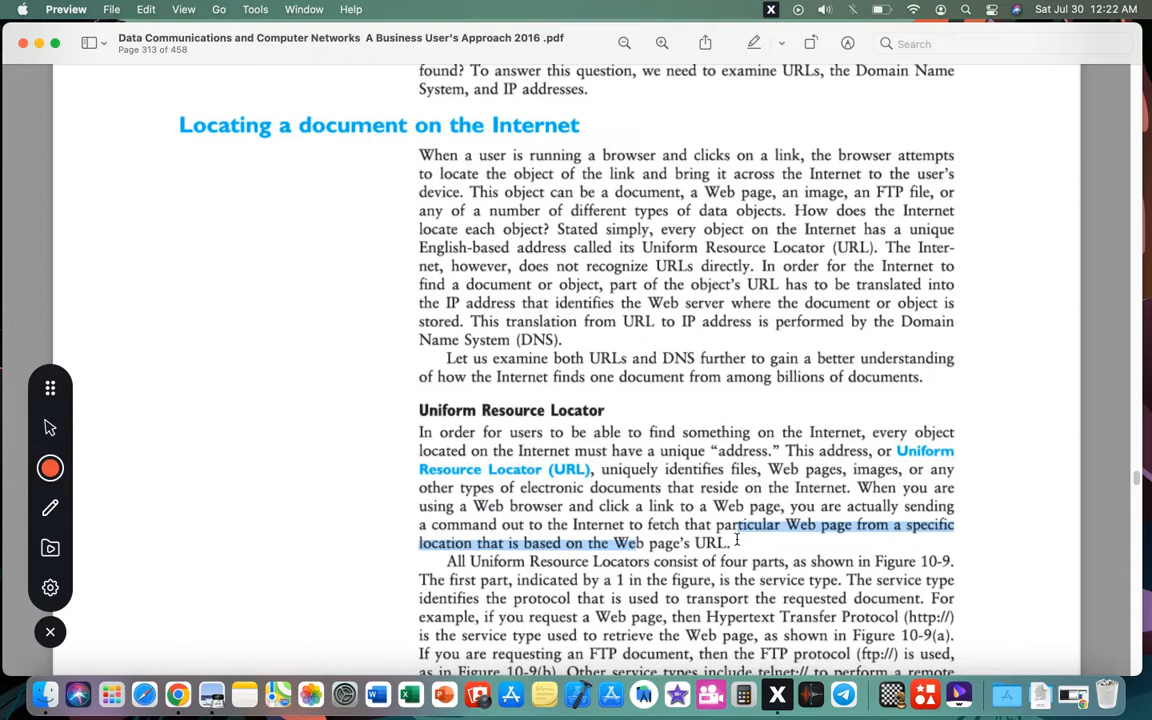 Preview File Edit View Go Tools Window Help
X
Sat Jul 30 12:22 AM
Data Communications and Computer Networks A Business User's Approach 2016 .pdf
Page 313 of 458
Search
found? To answer this question, we need to examine URLs, the Domain Name
System, and IP addresses.
Locating a document on the Internet
When a user is running a browser and clicks on a link, the browser attempts
to locate the object of the link and bring it across the Internet to the user's
device. This object can be a document, a Web page, an image, an FTP file, or
any of a number of different types of data objects. How does the Internet
locate each object? Stated simply, every object on the Internet has a unique
English-based address called its Uniform Resource Locator (URL). The Inter-
net, however, does not recognize URLs directly. In order for the Internet to
find a document or object, part of the object's URL has to be translated into
the IP address that identifies the Web server where the document or object is
stored. This translation from URL to IP address is performed by the Domain
Name System (DNS).
Let us examine both URLs and DNS further to gain a better understanding
of how the Internet finds one document from among billions of documents.
Uniform Resource Locator
In order for users to be able to find something on the Internet, every object
located on the Internet must have a unique “address.” This address, or Uniform
Resource Locator (URL), uniquely identifies files, Web pages, images, or any
other types of electronic documents that reside on the Internet. When you are
using a Web browser and click a link to a Web page, you are actually sending
a command out to the Internet to fetch that particular Web page from a specific
location that is based on the Web page's URL.
All Uniform Resource Locators consist of four parts, as shown in Figure 10-9.
The first part, indicated by a 1 in the figure, is the service type. The service type
identifies the protocol that is used to transport the requested document. For
example, if you request a Web page, then Hypertext Transfer Protocol (http://)
is the service type used to retrieve the Web page, as shown in Figure 10-9(a).
If you are requesting an FTP document, then the FTP protocol (ftp://) is used,
as in Figure 10-9(b). Other service types include telnet:// to perform a remote